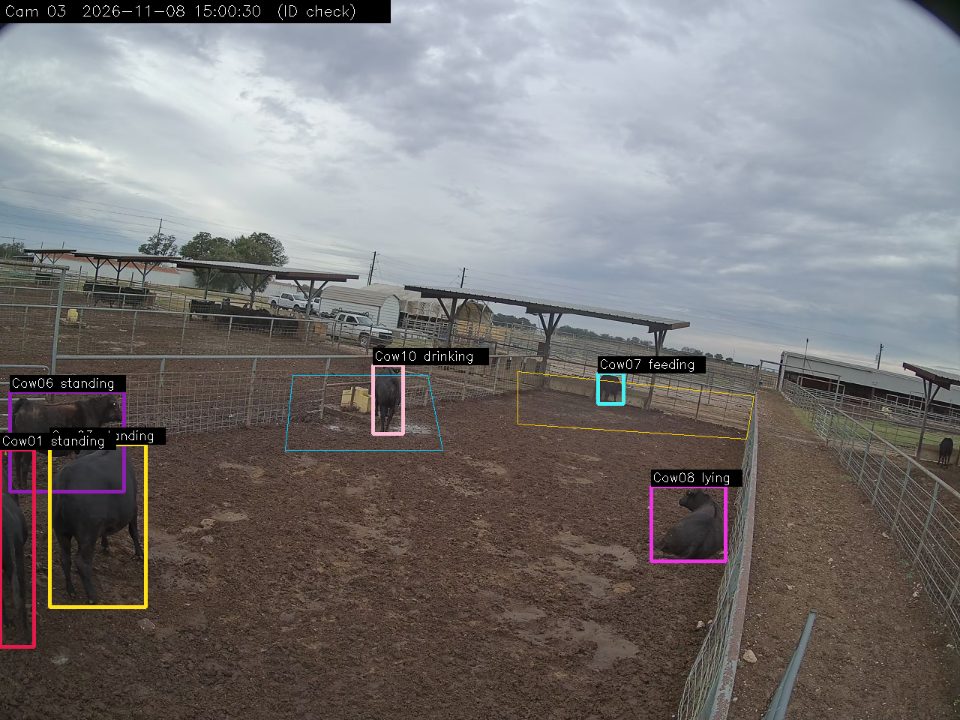 Cam 03  2026-11-08 15:00:30  (ID check)
Cow10 drinking
Cow07 feeding
Cow06 standing
Cow01 standing
Cow08 lying